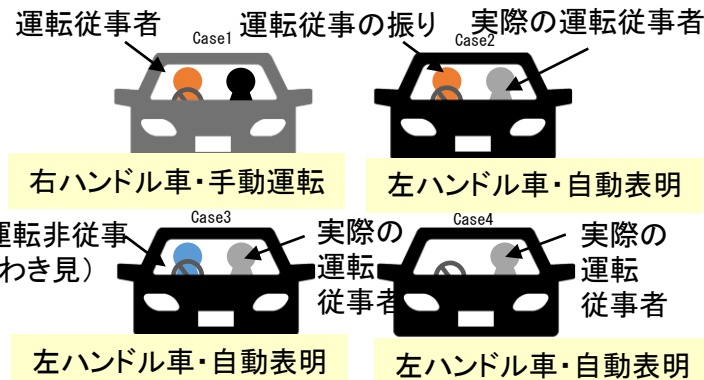 運転従事者
Case1
運転従事の振り
Case2
実際の運転従事者
右ハンドル車・手動運転
左ハンドル車・自動表明
運転非従事
わき見）
Case3
実際の
運転
従事者
Case4
実際の
運転
従事者
左ハンドル車・自動表明
左ハンドル車・自動表明